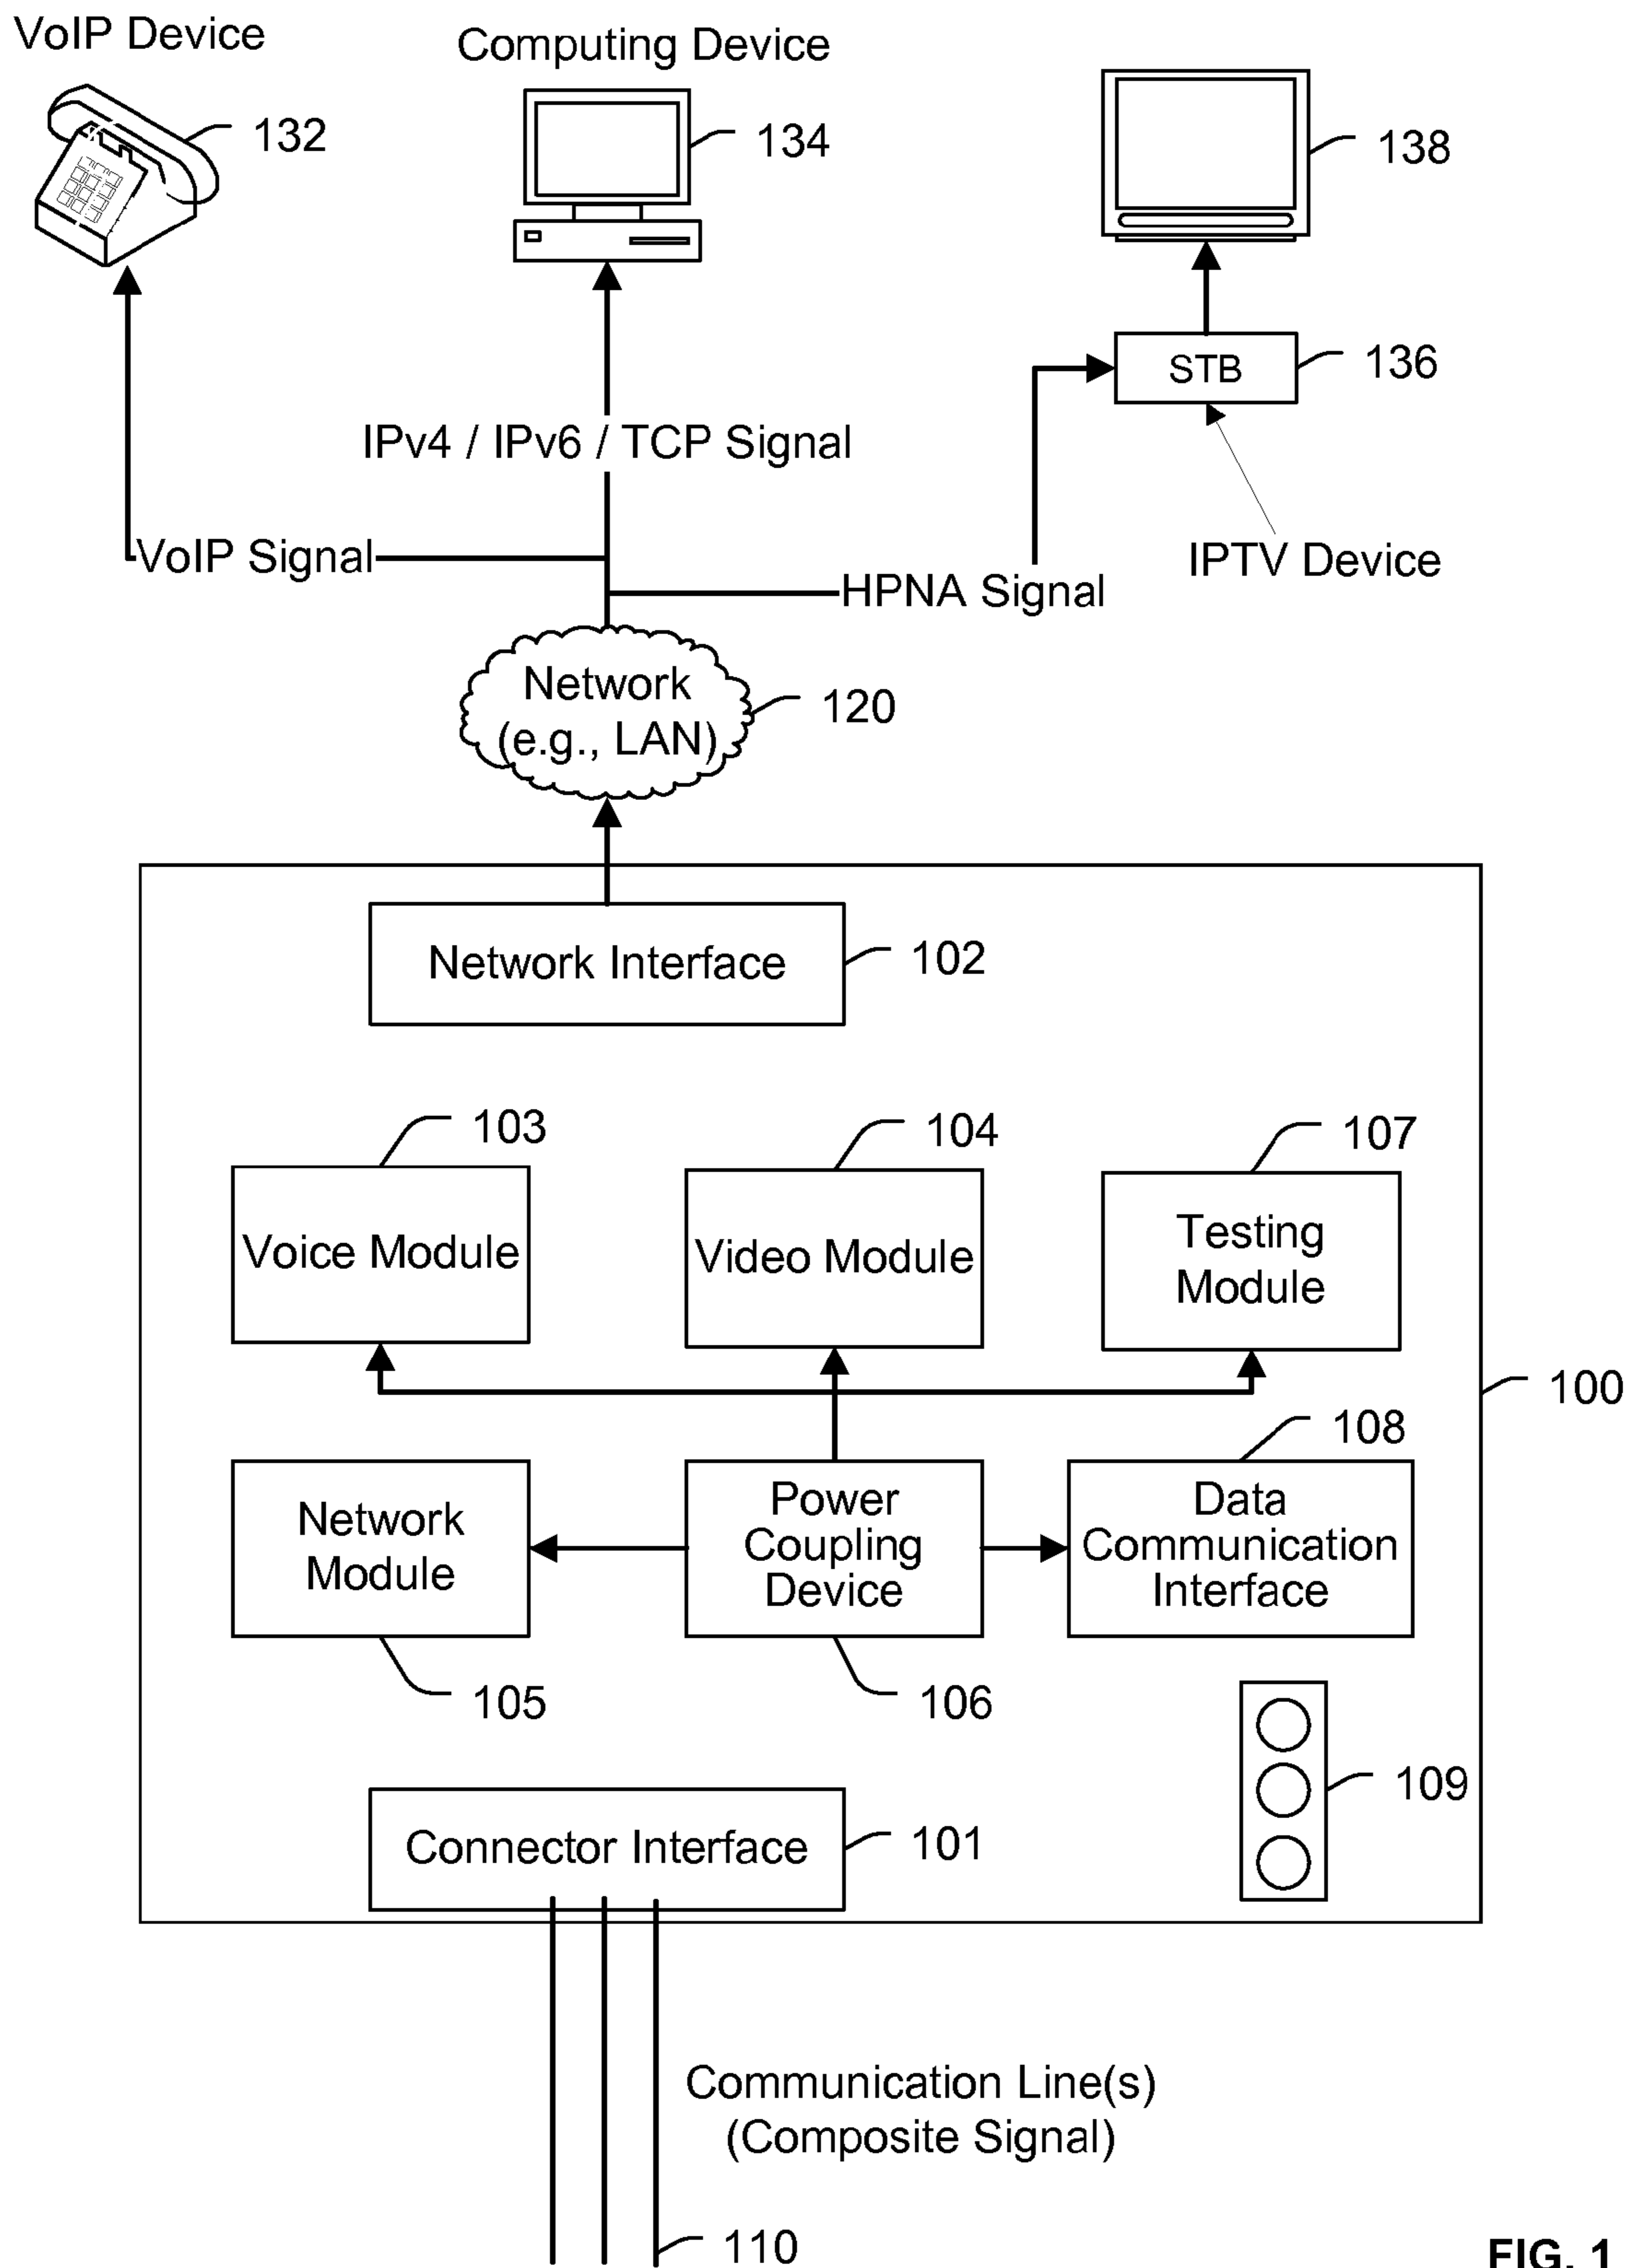 VoIP Device
Computing Device
132
134
138
STB
136
IPv4 / IPv6 / TCP Signal
VoIP Signal
IPTV Device
HPNA Signal
Network
(e.g., LAN)
120
Network Interface
102
103
104
107
Voice Module
Video Module
Testing
Module
100
108
Network
Module
Power
Coupling
Device
Data
Communication
Interface
105
106
109
Connector Interface
101
Communication Line(s)
(Composite Signal)
110
FIG. 1